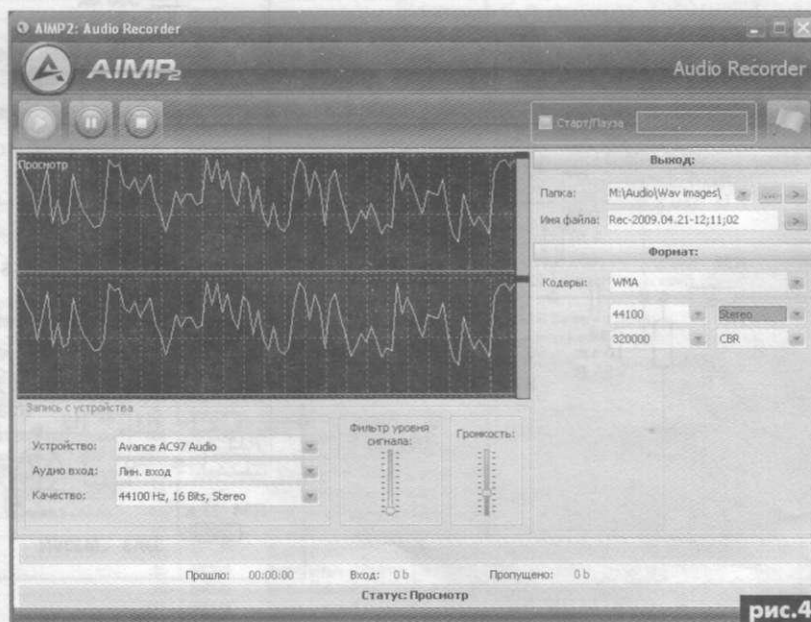 AIMP2: Audio Recorder
AIMP2
Audio Recorder
Старт/Пауза
Просмотр
Выход:
Папка: M:\Audio\Wav images\ .... >
Имя файла: Rec-2009.04.21-12;11;02 >
Формат:
Кодеры: WMA
44100 Stereo
320000 CBR
Запись с устройства
Устройство: Avance AC97 Audio
Аудио вход: Лин. вход
Качество: 44100 Hz, 16 Bits, Stereo
Фильтр уровня
сигнала:
Громкость:
Прошло: 00:00:00 Вход: 0 b Пропущено: 0 b
Статус: Просмотр
рис.4